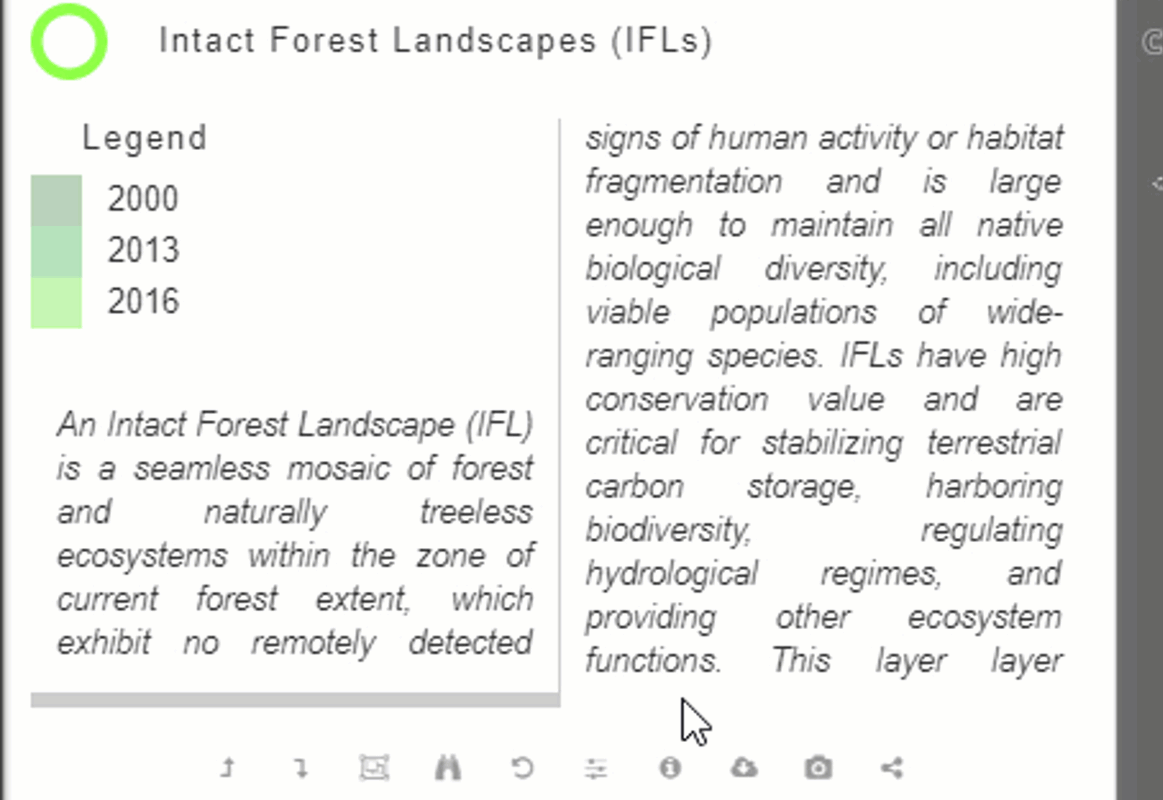 Intact Forest Landscapes (IFLs)
Legend
2000
2013
2016
An Intact Forest Landscape (IFL)
is a seamless mosaic of forest
and naturally treeless
ecosystems within the zone of
current forest extent, which
exhibit no remotely detected
signs of human activity or habitat
fragmentation and is large
enough to maintain all native
biological diversity, including
viable populations of wide-
ranging species. IFLs have high
conservation value and are
critical for stabilizing terrestrial
carbon storage, harboring
biodiversity, regulating
hydrological regimes, and
providing other ecosystem
functions. This layer layer